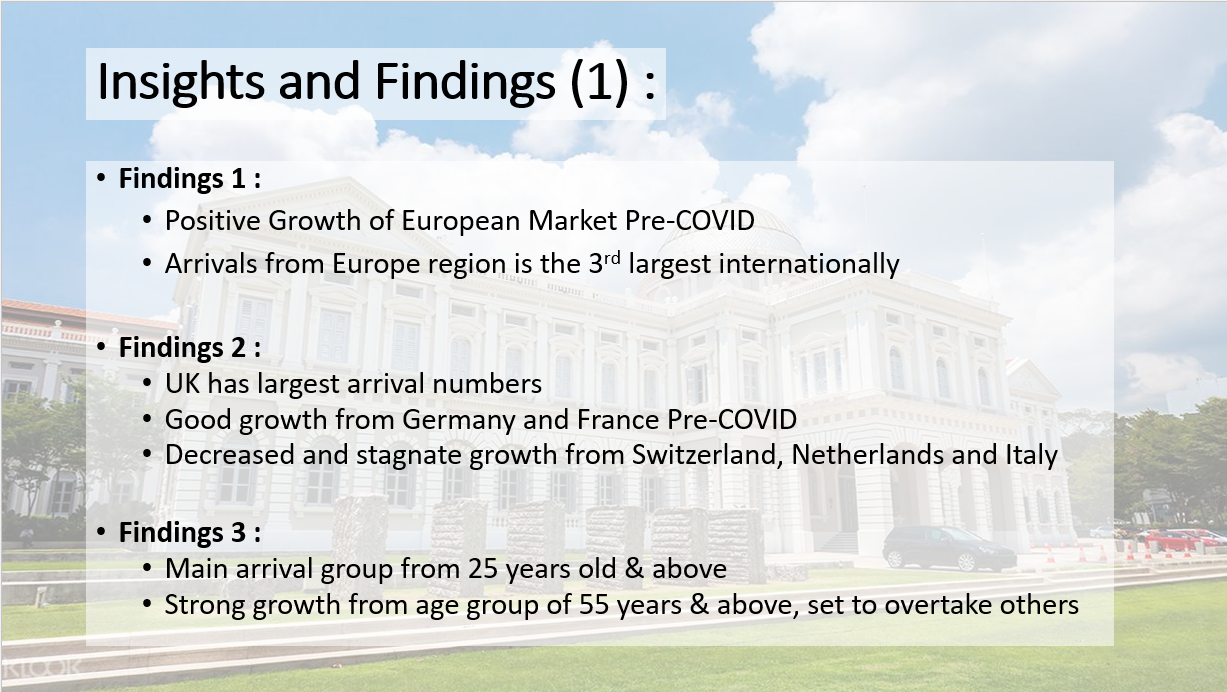 Insights and Findings (1) :
• Findings 1 :
• Positive Growth of European Market Pre-COVID
• Arrivals from Europe region is the 3rd largest internationally
• Findings 2 :
• UK has largest arrival numbers
• Good growth from Germany and France Pre-COVID
• Decreased and stagnate growth from Switzerland, Netherlands and Italy
• Findings 3 :
• Main arrival group from 25 years old & above
• Strong growth from age group of 55 years & above, set to overtake others
KLOOK